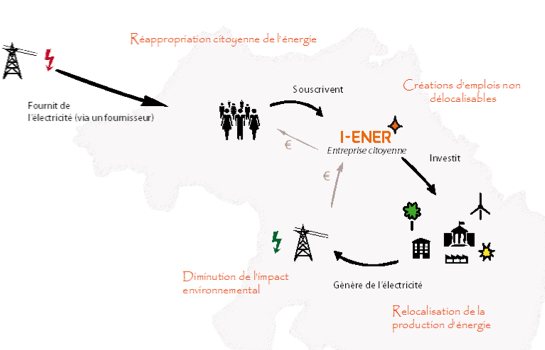 Réappropriation citoyenne de l'énergie
Souscrivent
Créations d'emplois non
délocalisables
Fournit de
l'électricité (via un fournisseur)
I-ENER
Entreprise citoyenne
€
Investit
€
Diminution de l'impact
environnemental
Génère de l'électricité
Relocalisation de la
production d'énergie